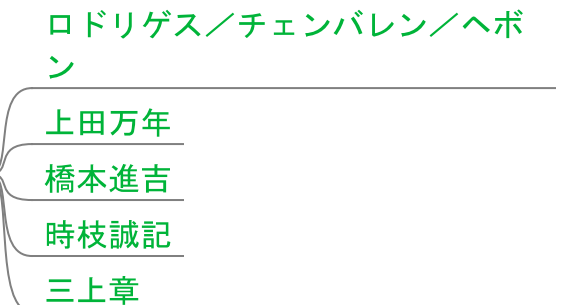 ロドリゲス／チェンバレン／ヘボ
ン
上田万年
橋本進吉
時枝誠記
三上章